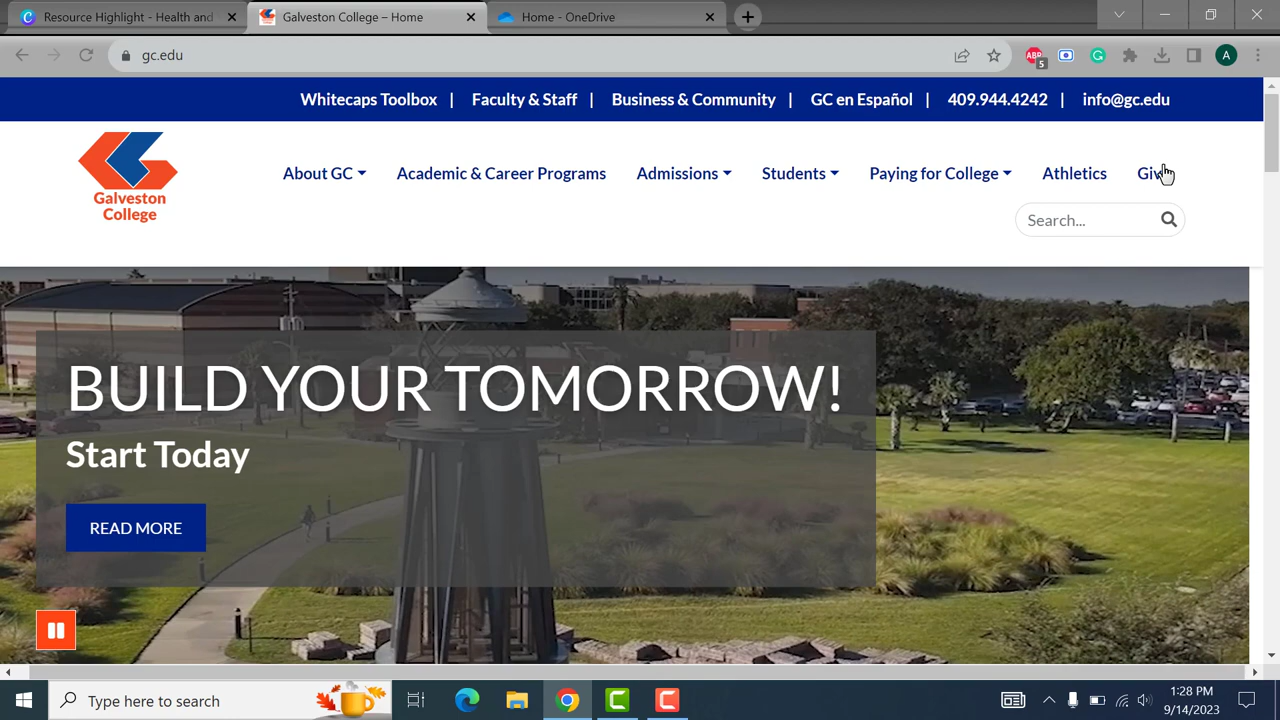 Resource Highlight - Health and
Galveston College – Home
Home - OneDrive
gc.edu
ABP
5
A
Whitecaps Toolbox | Faculty & Staff | Business & Community | GC en Español | 409.944.4242 | info@gc.edu
Galveston
College
About GC
Academic & Career Programs
Admissions
Students
Paying for College
Athletics
Search...
BUILD YOUR TOMORROW!
Start Today
READ MORE
Type here to search
1:28 PM
9/14/2023